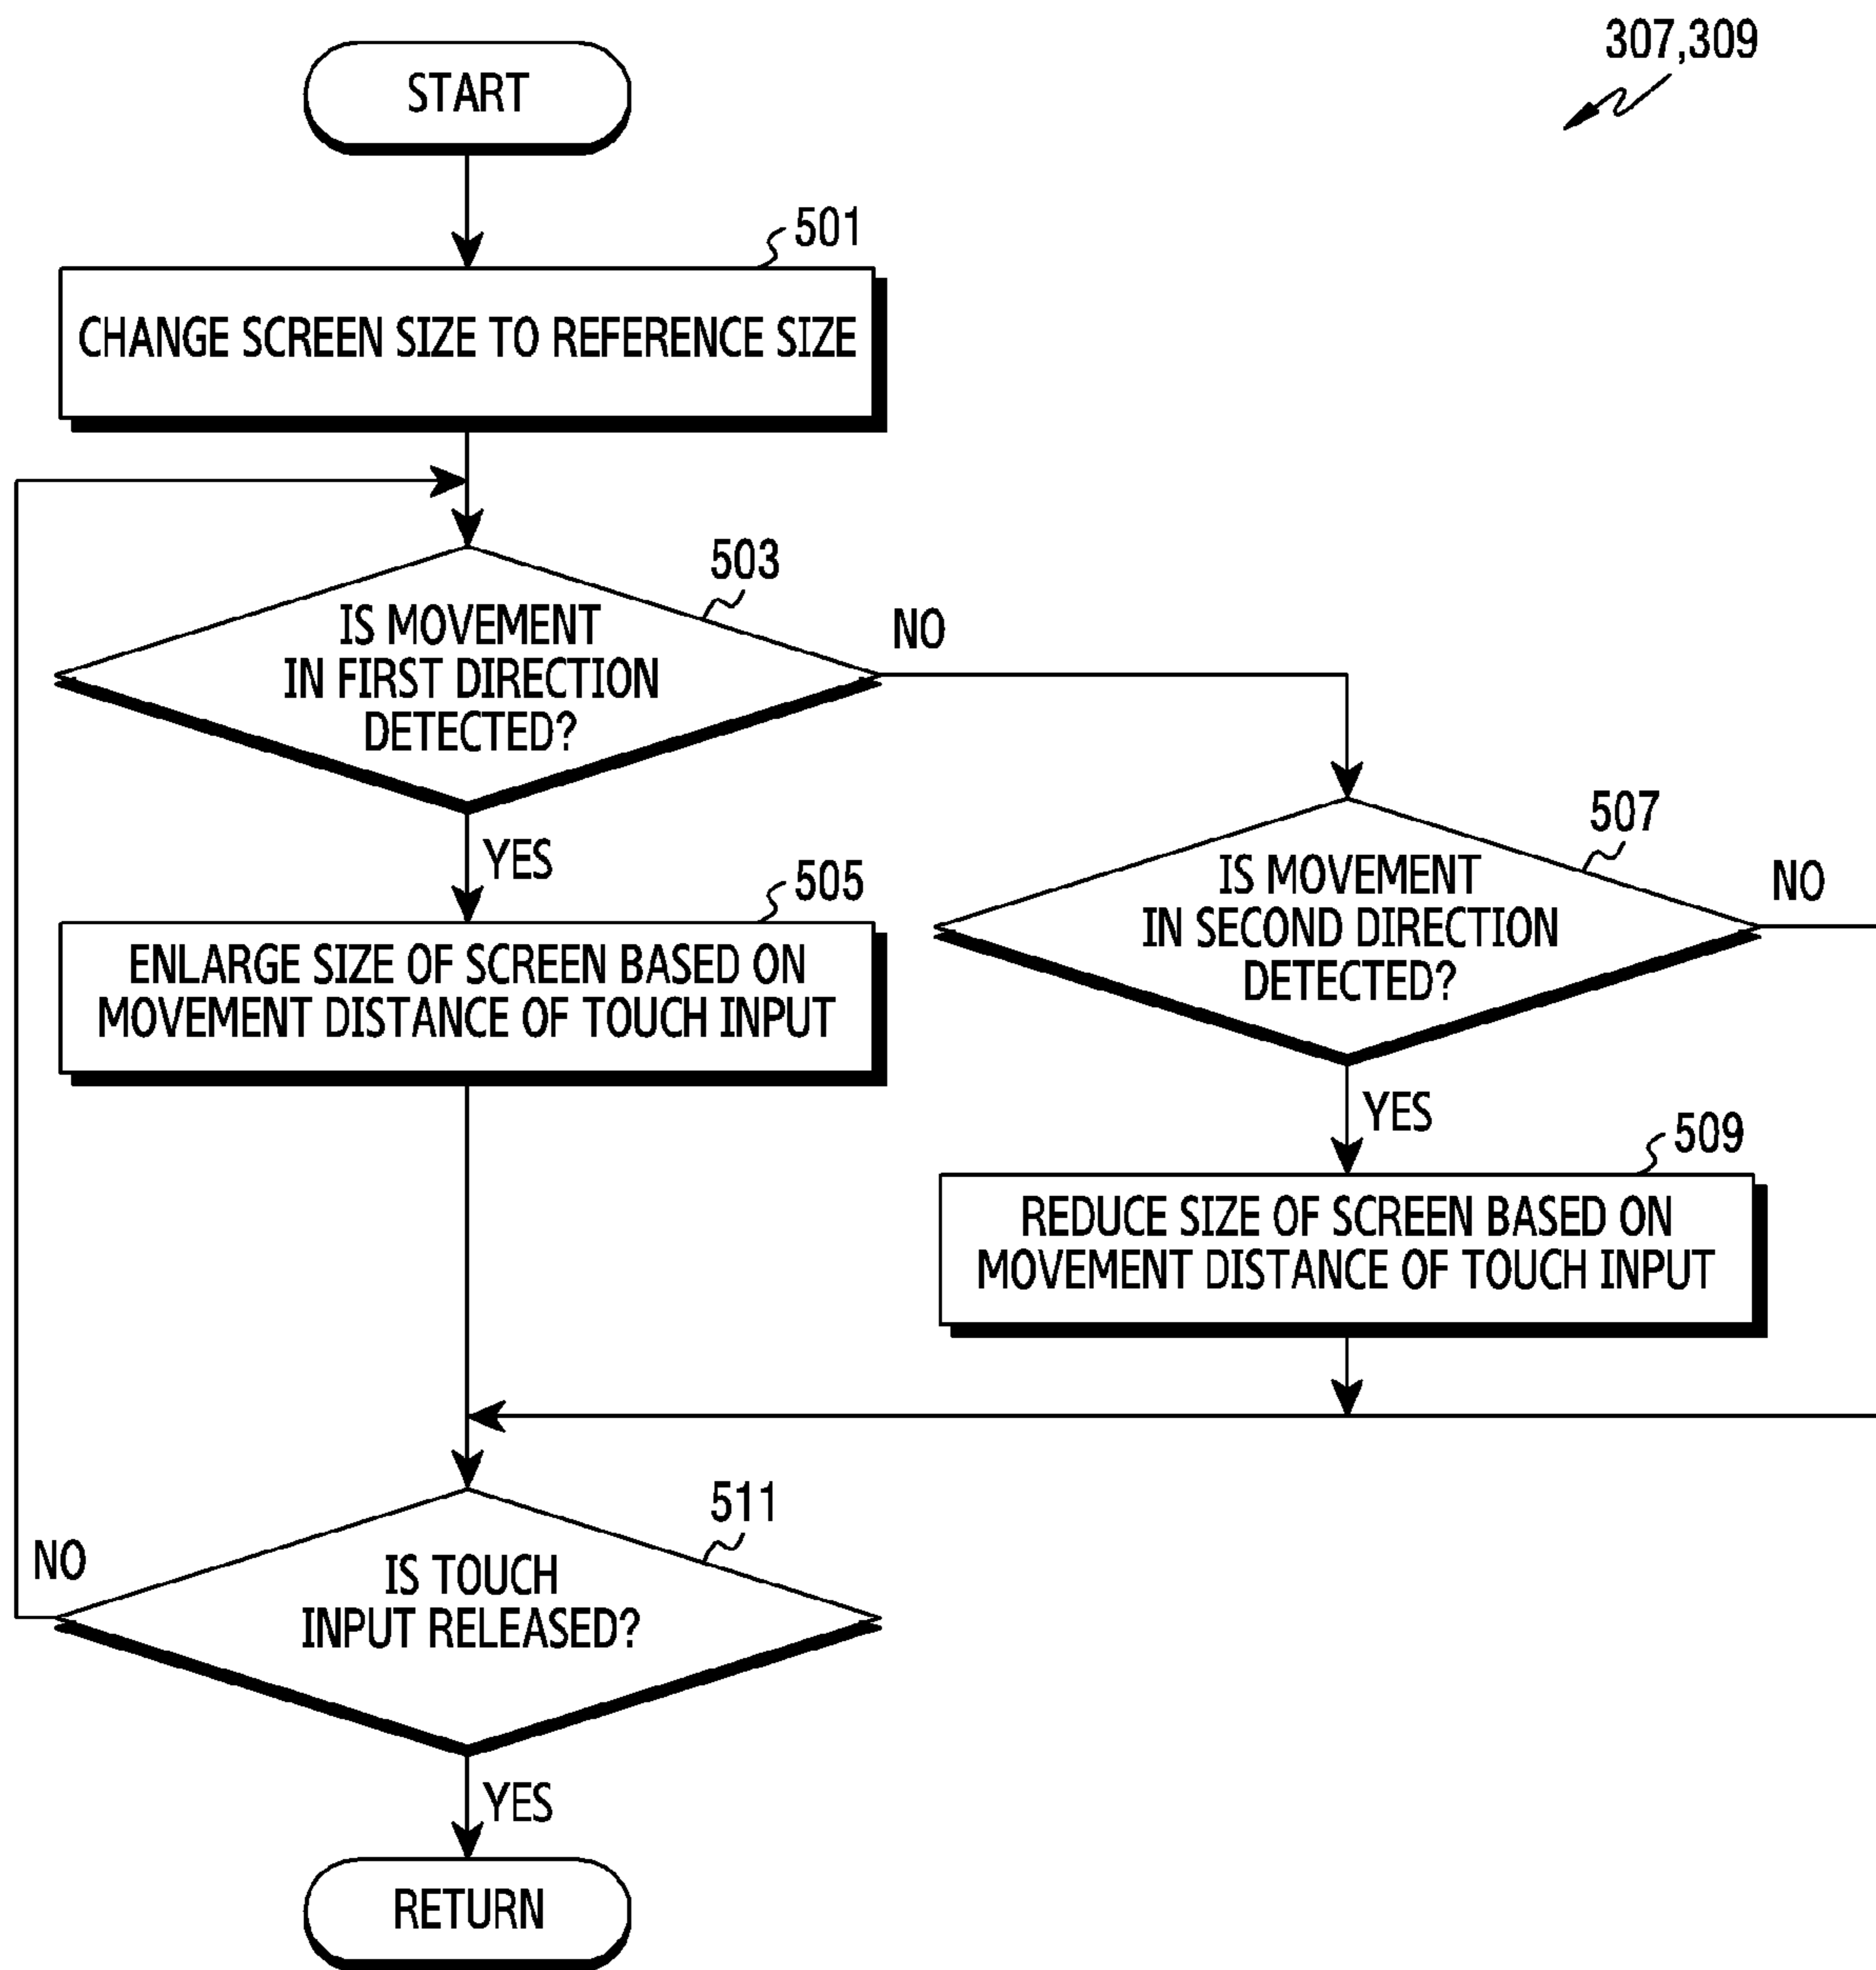 307,309
START
501
CHANGE SCREEN SIZE TO REFERENCE SIZE
503
IS MOVEMENT
IN FIRST DIRECTION
DETECTED?
NO
YES
507
IS MOVEMENT
IN SECOND DIRECTION
DETECTED?
NO
YES
505
ENLARGE SIZE OF SCREEN BASED ON
MOVEMENT DISTANCE OF TOUCH INPUT
509
REDUCE SIZE OF SCREEN BASED ON
MOVEMENT DISTANCE OF TOUCH INPUT
511
IS TOUCH
INPUT RELEASED?
NO
YES
RETURN